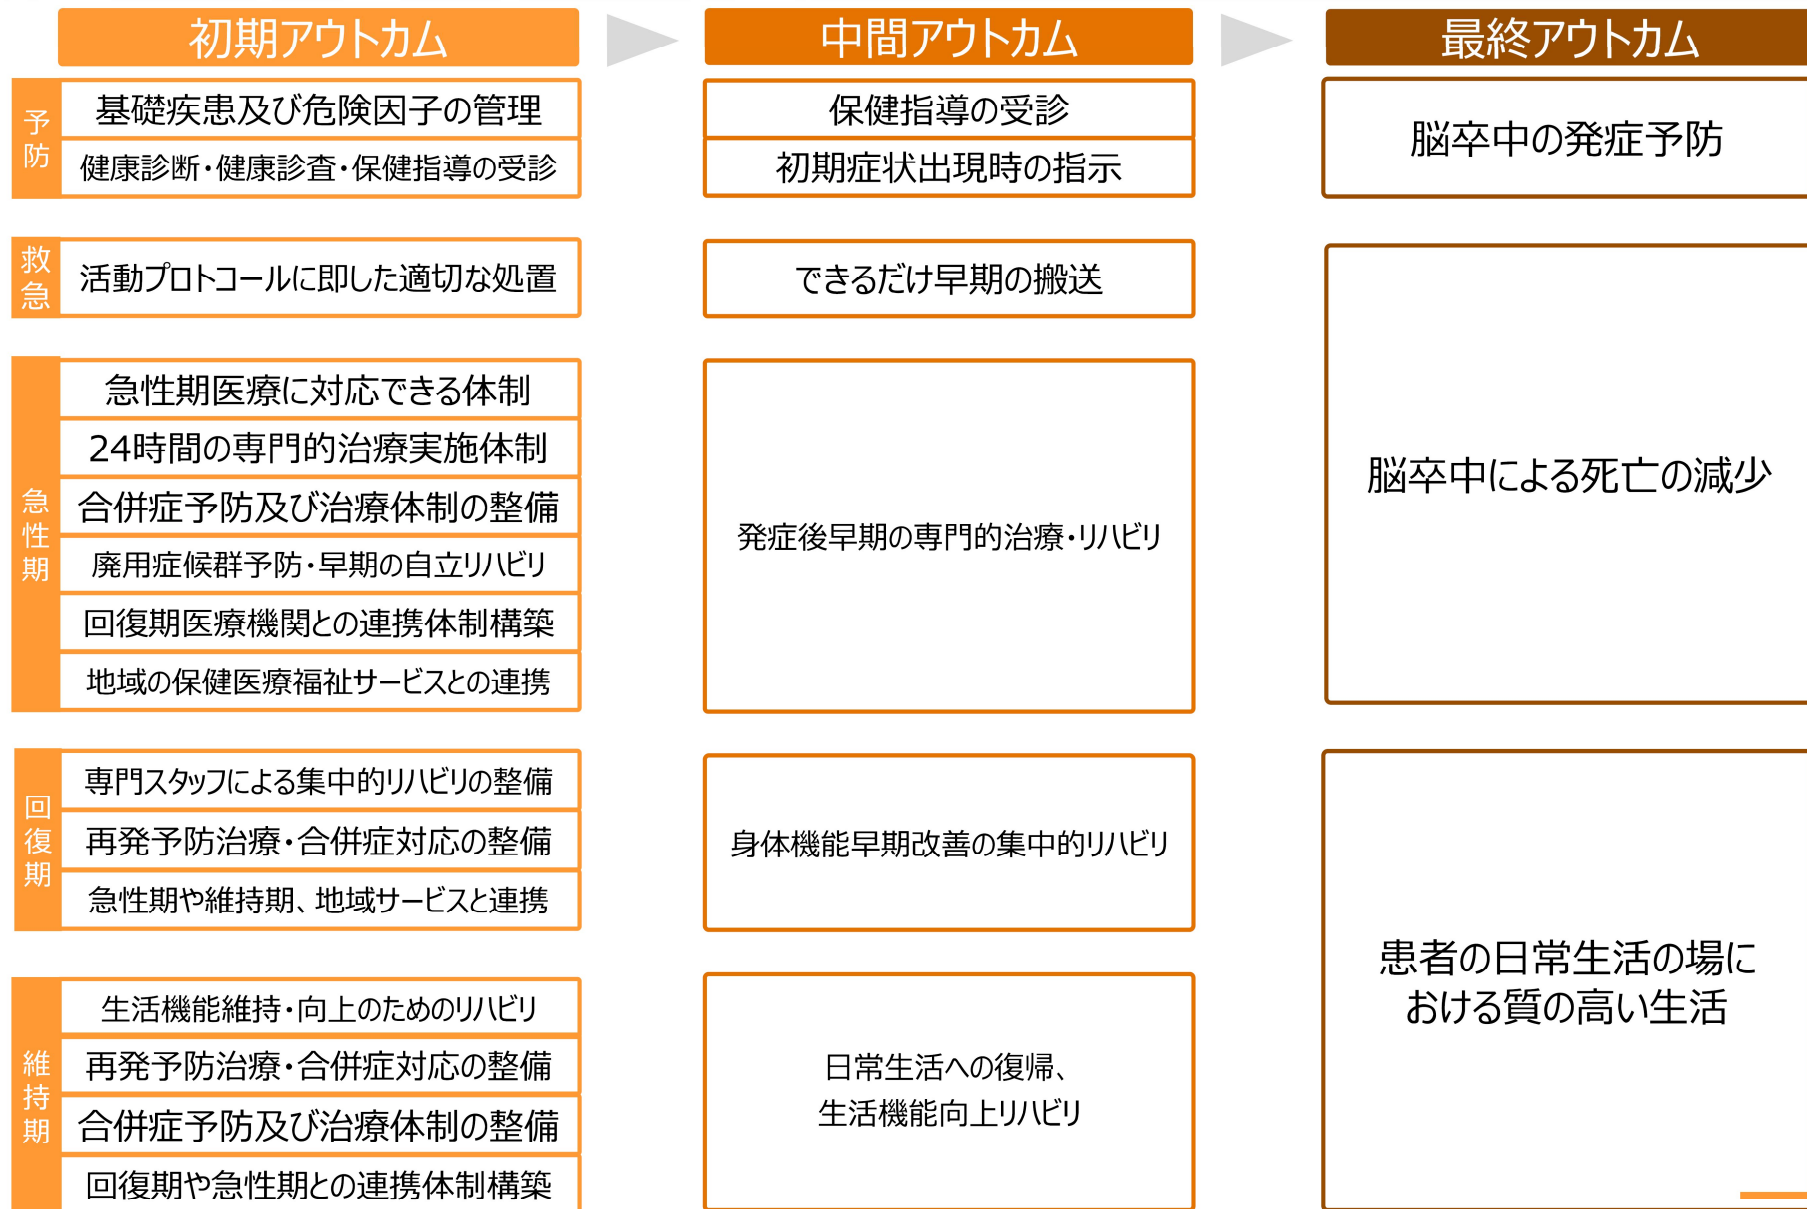 初期アウトカム
中間アウトカム
最終アウトカム
予防
基礎疾患及び危険因子の管理
健康診断・健康診査・保健指導の受診
保健指導の受診
初期症状出現時の指示
脳卒中の発症予防
救急
活動プロトコールに即した適切な処置
できるだけ早期の搬送
脳卒中による死亡の減少
急性期
急性期医療に対応できる体制
24時間の専門的治療実施体制
合併症予防及び治療体制の整備
廃用症候群予防・早期の自立リハビリ
回復期医療機関との連携体制構築
地域の保健医療福祉サービスとの連携
発症後早期の専門的治療・リハビリ
回復期
専門スタッフによる集中的リハビリの整備
再発予防治療・合併症対応の整備
急性期や維持期、地域サービスと連携
身体機能早期改善の集中的リハビリ
患者の日常生活の場に
おける質の高い生活
維持期
生活機能維持・向上のためのリハビリ
再発予防治療・合併症対応の整備
合併症予防及び治療体制の整備
回復期や急性期との連携体制構築
日常生活への復帰、
生活機能向上リハビリ